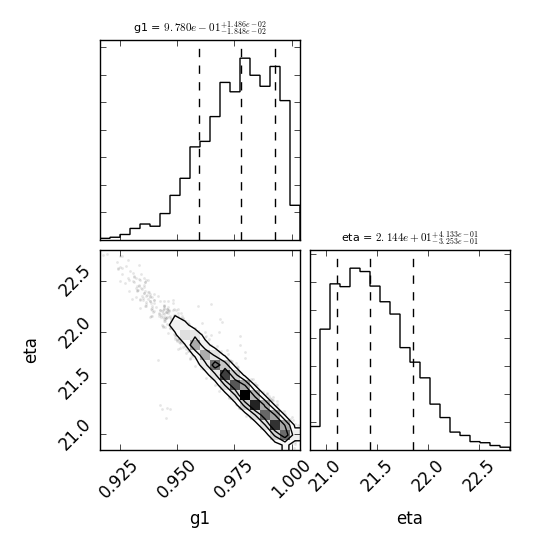 g1 = 9.780e−01+1.486e−02−1.848e−02
eta = 2.144e+01+4.133e−01−3.253e−01
22.5
22.0
21.5
21.0
eta
0.925
0.950
0.975
1.000
g1
21.0
21.5
22.0
22.5
eta